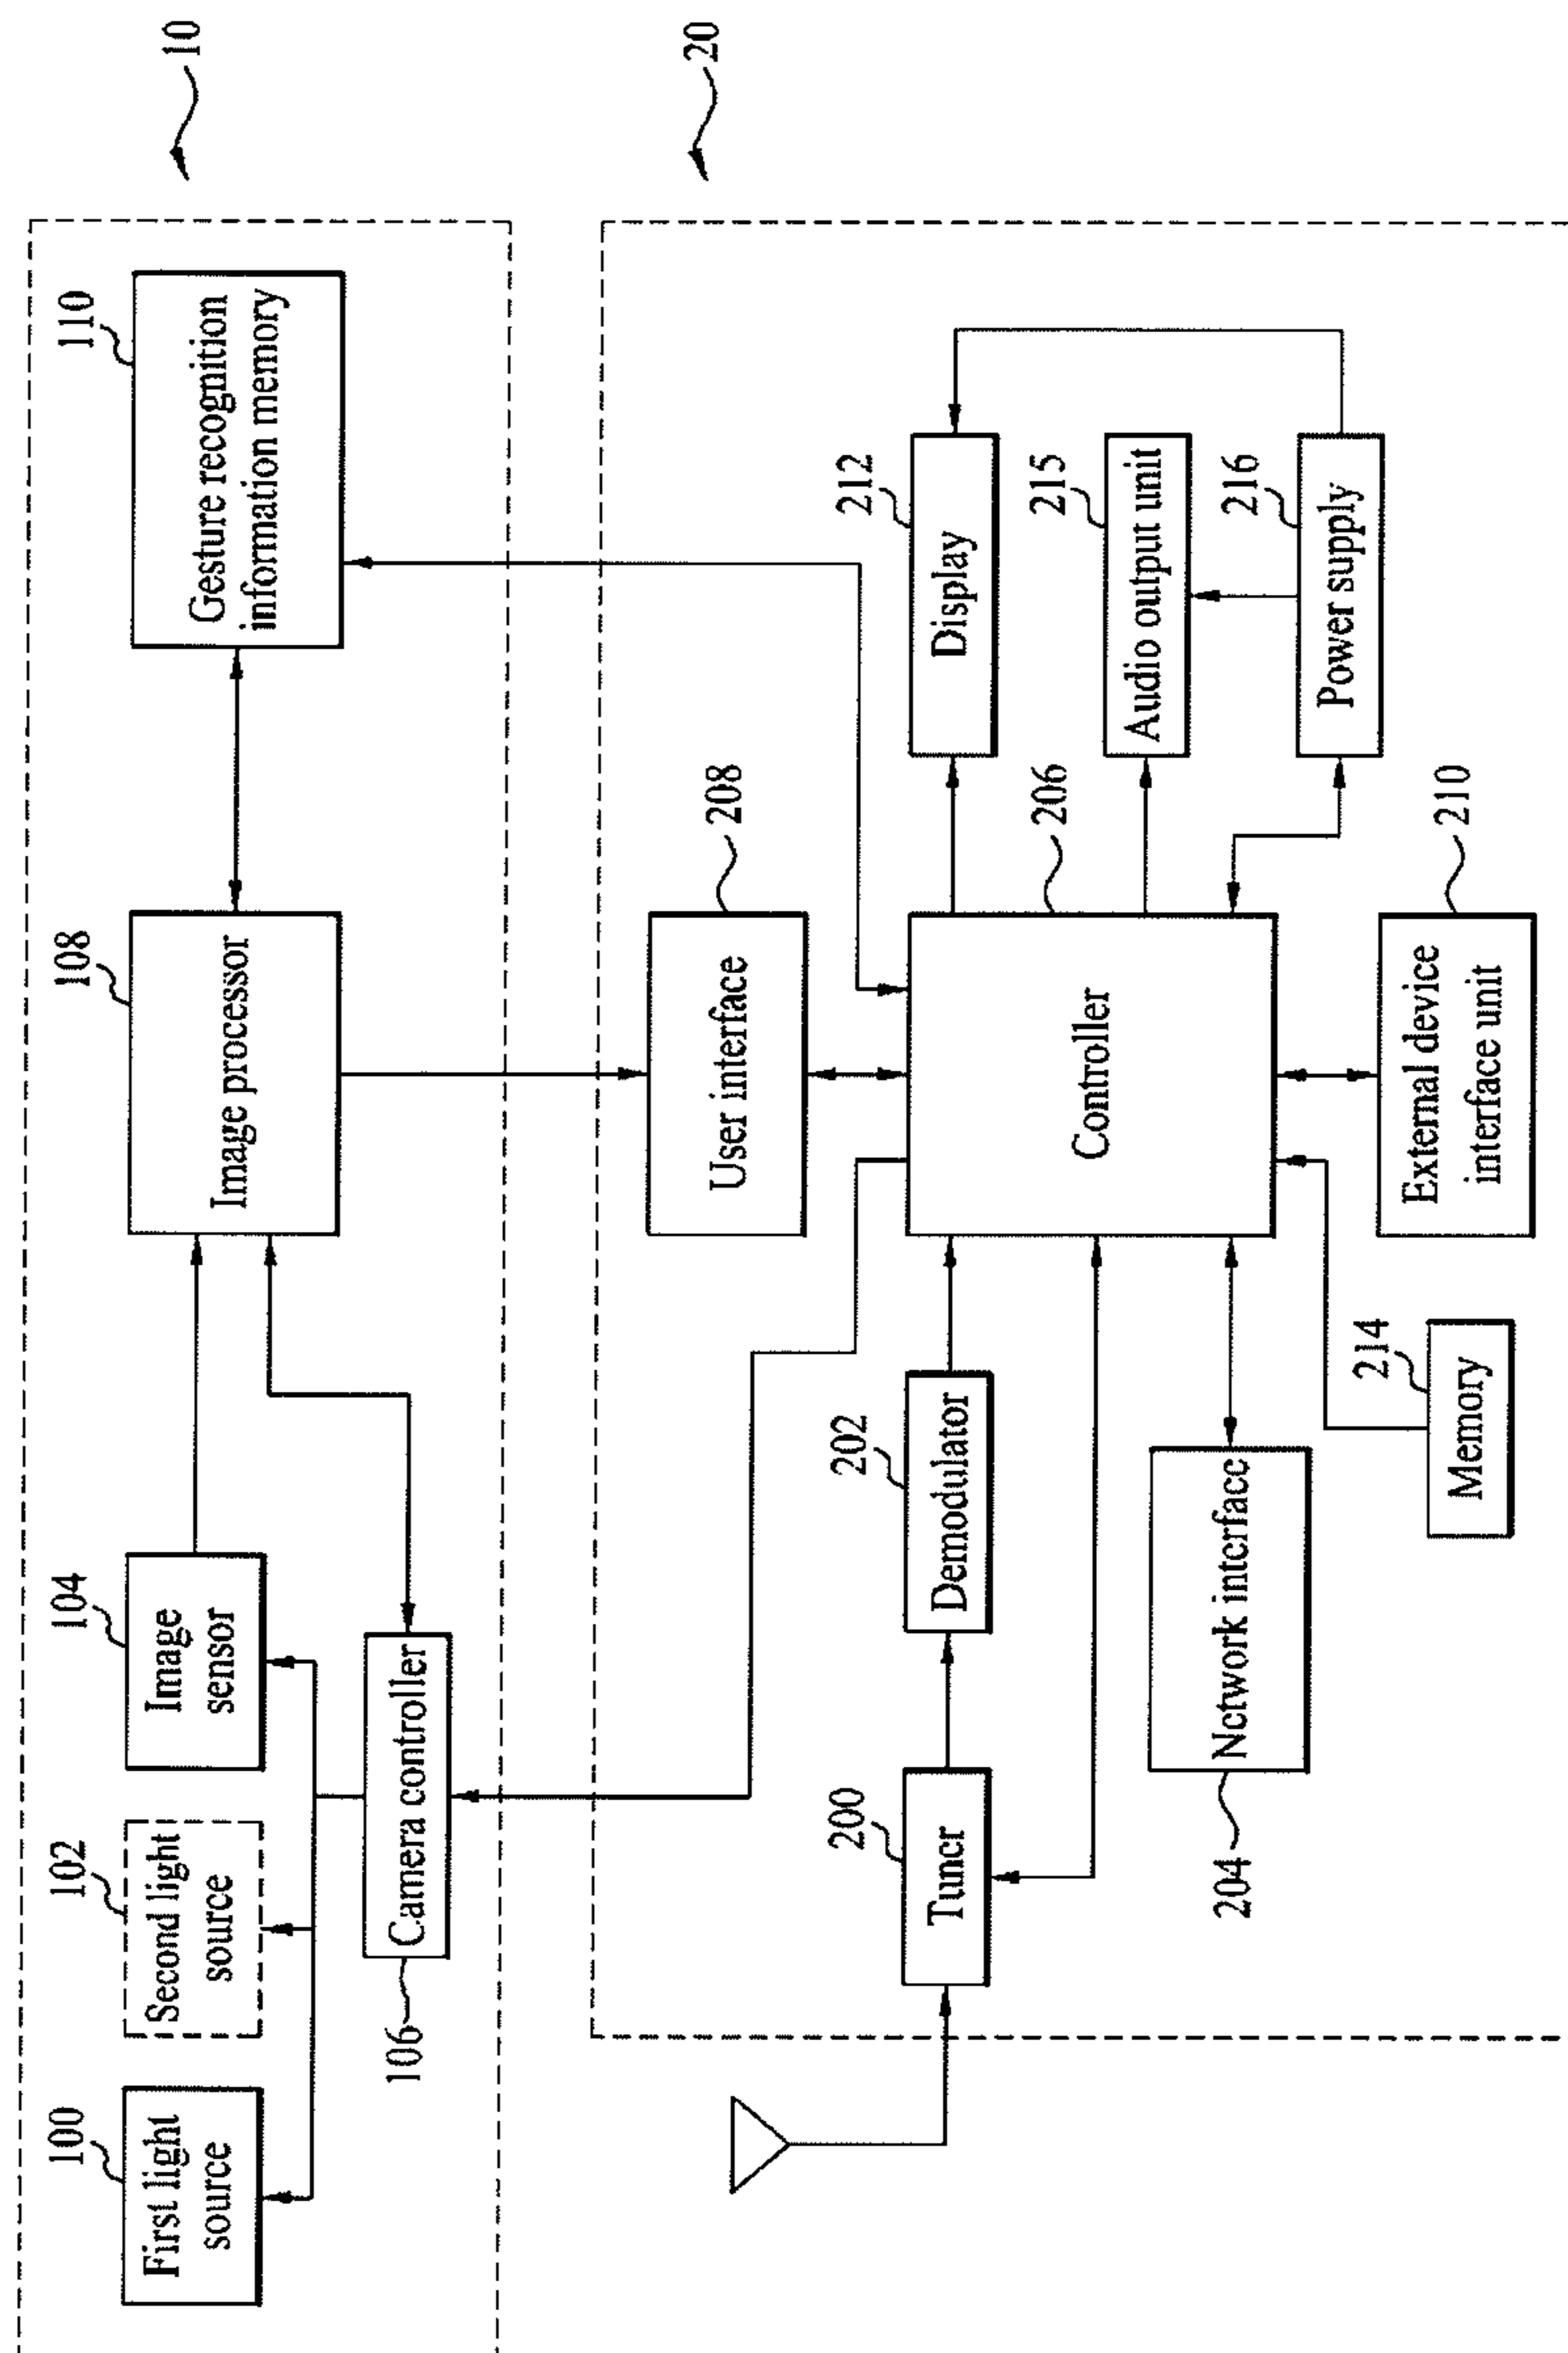 10
100
First light
source
102
Second light
source
104
Image
sensor
108
Image processor
110
Gesture recognition
information memory
106
Camera controller
20
208
User interface
200
Tuner
202
Demodulator
206
Controller
212
Display
215
Audio output unit
204
Network interface
216
Power supply
214
Memory
210
External device
interface unit